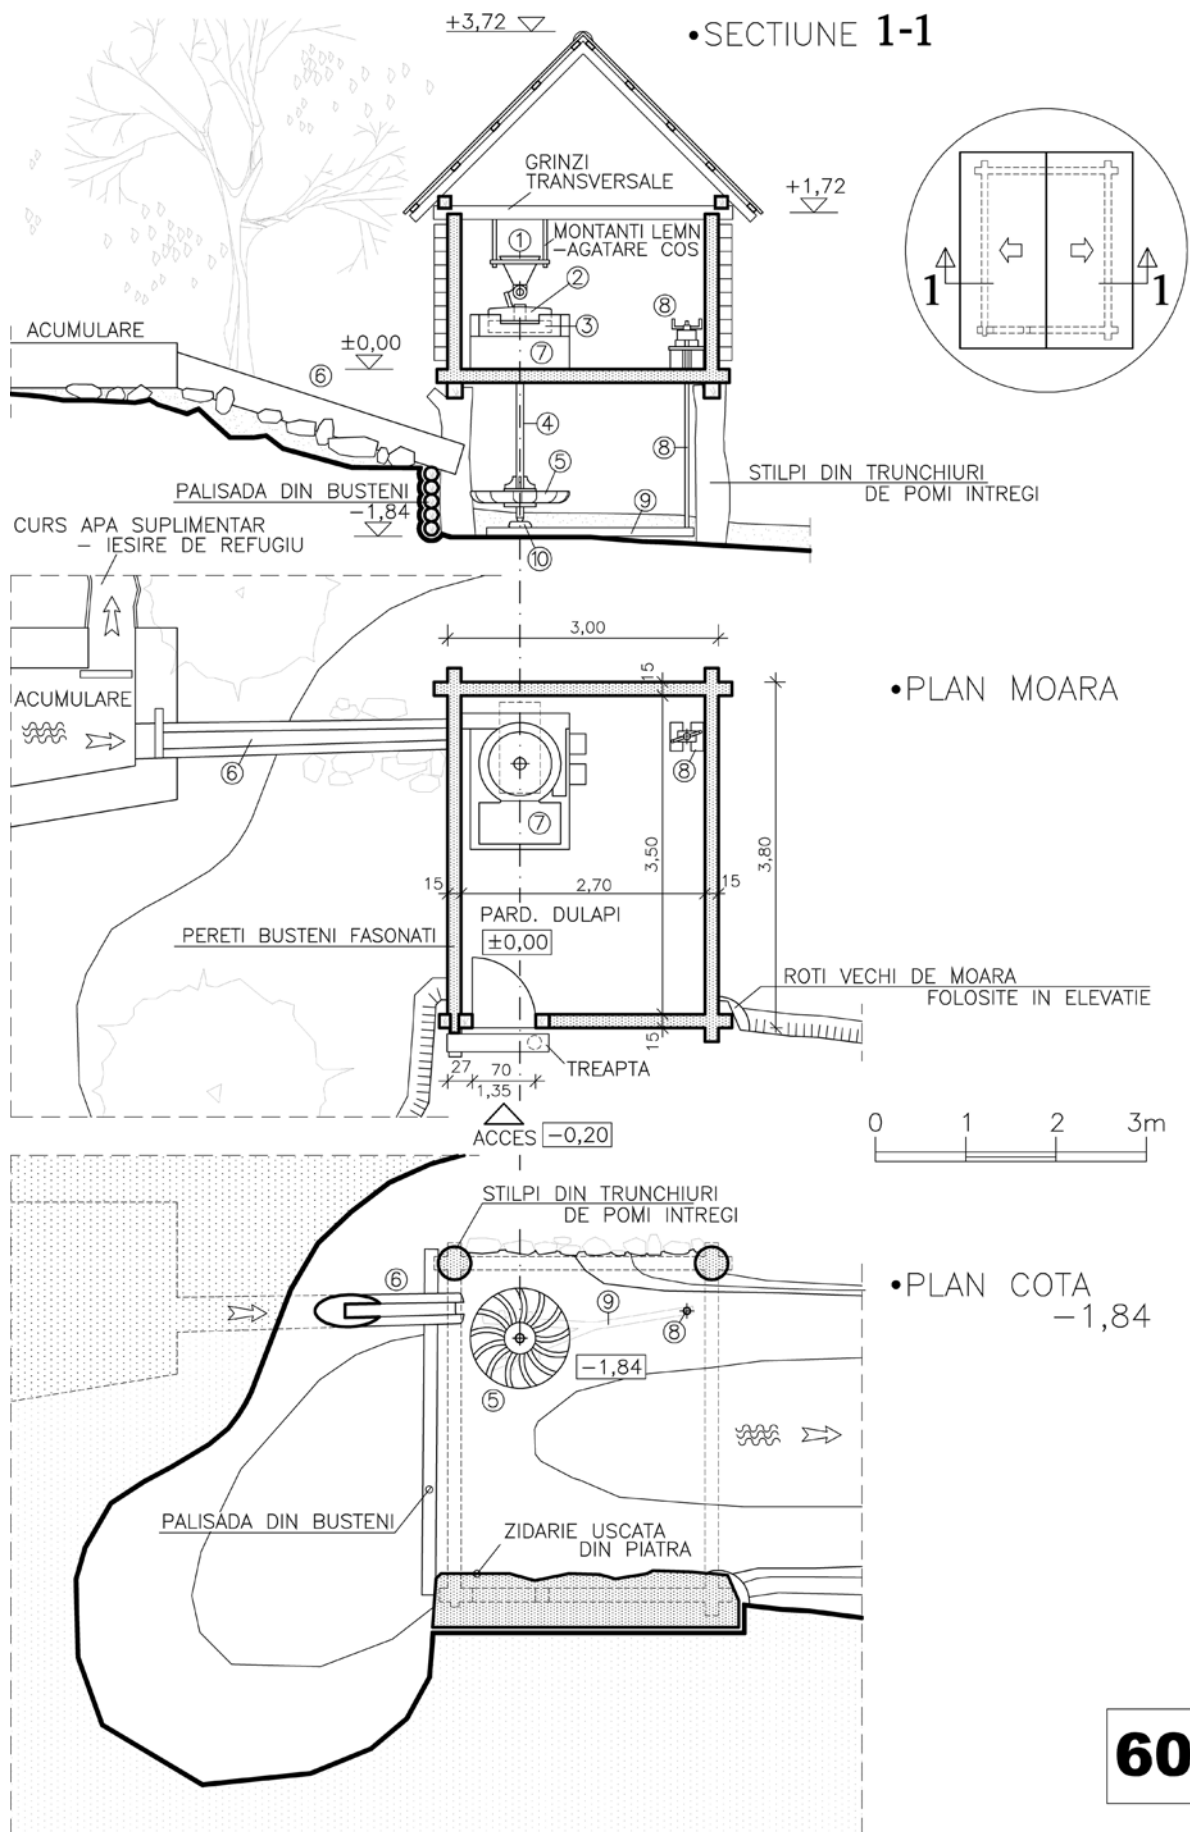 +3,72
•SECTIUNE 1-1
GRINZI
TRANSVERSALE
+1,72
MONTANTI LEMN
-AGATARE COS
1
2
3
7
8
1
1
ACUMULARE
±0,00
6
4
5
8
9
10
PALISADA DIN BUSTENI
-1,84
STILPI DIN TRUNCHIURI
DE POMI INTREGI
CURS APA SUPLIMENTAR
- IESIRE DE REFUGIU
3,00
•PLAN MOARA
15
ACUMULARE
6
8
7
3,50
3,80
15
2,70
15
PARD. DULAPI
±0,00
PERETI BUSTENI FASONATI
ROTI VECHI DE MOARA
FOLOSITE IN ELEVATIE
15
TREAPTA
27
70
1,35
ACCES -0,20
0 1 2 3m
STILPI DIN TRUNCHIURI
DE POMI INTREGI
6
9
8
•PLAN COTA
-1,84
-1,84
5
PALISADA DIN BUSTENI
ZIDARIE USCATA
DIN PIATRA
60